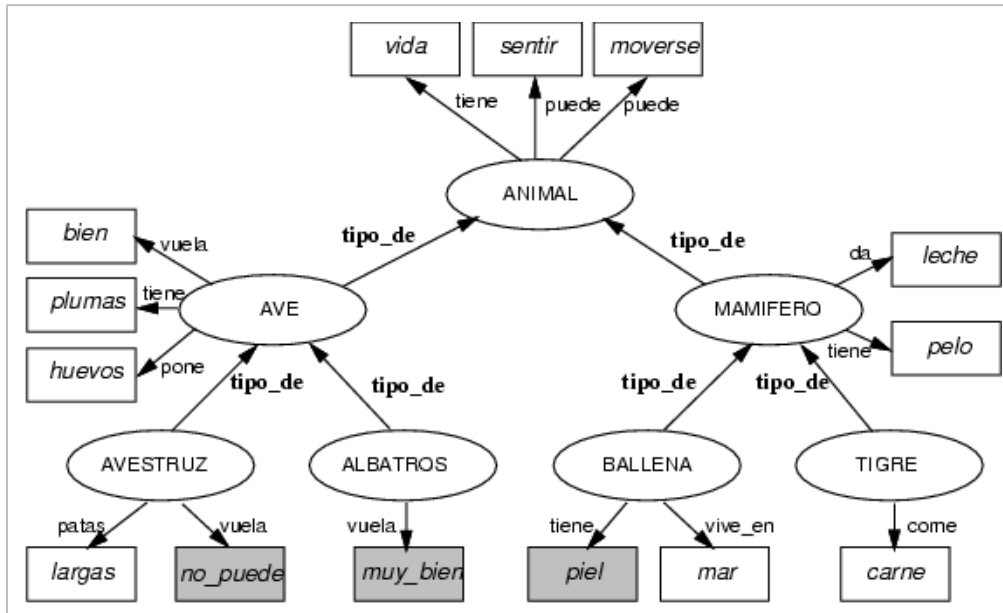 vida
sentir
moverse
tiene
puede
puede
ANIMAL
tipo_de
tipo_de
bien
vuela
plumas
tiene
huevos
pone
AVE
MAMIFERO
da
leche
tiene
pelo
tipo_de
tipo_de
tipo_de
tipo_de
AVESTRUZ
ALBATROS
BALLENA
TIGRE
patas
vuela
vuela
tiene
vive_en
come
largas
no_puede
muy_bien
piel
mar
carne